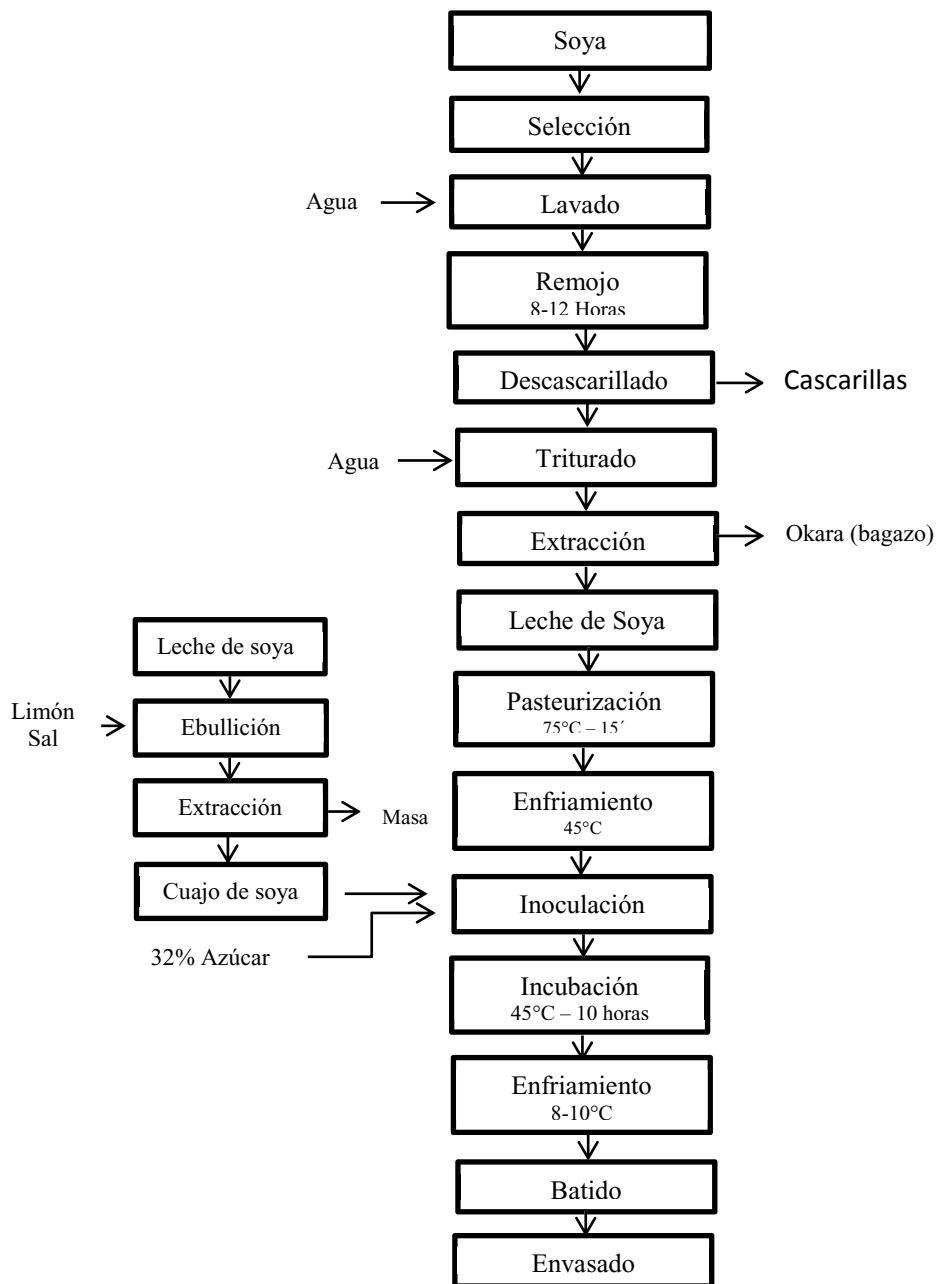 Soya
Selección
Agua
Lavado
Remojo
8-12 Horas
Descascarillado
Cascarillas
Agua
Triturado
Extracción
Okara (bagazo)
Leche de Soya
Pasteurización
75°C – 15´
Enfriamiento
45°C
Leche de soya
Limón
Sal
Ebullición
Extracción
Masa
Cuajo de soya
32% Azúcar
Inoculación
Incubación
45°C – 10 horas
Enfriamiento
8-10°C
Batido
Envasado